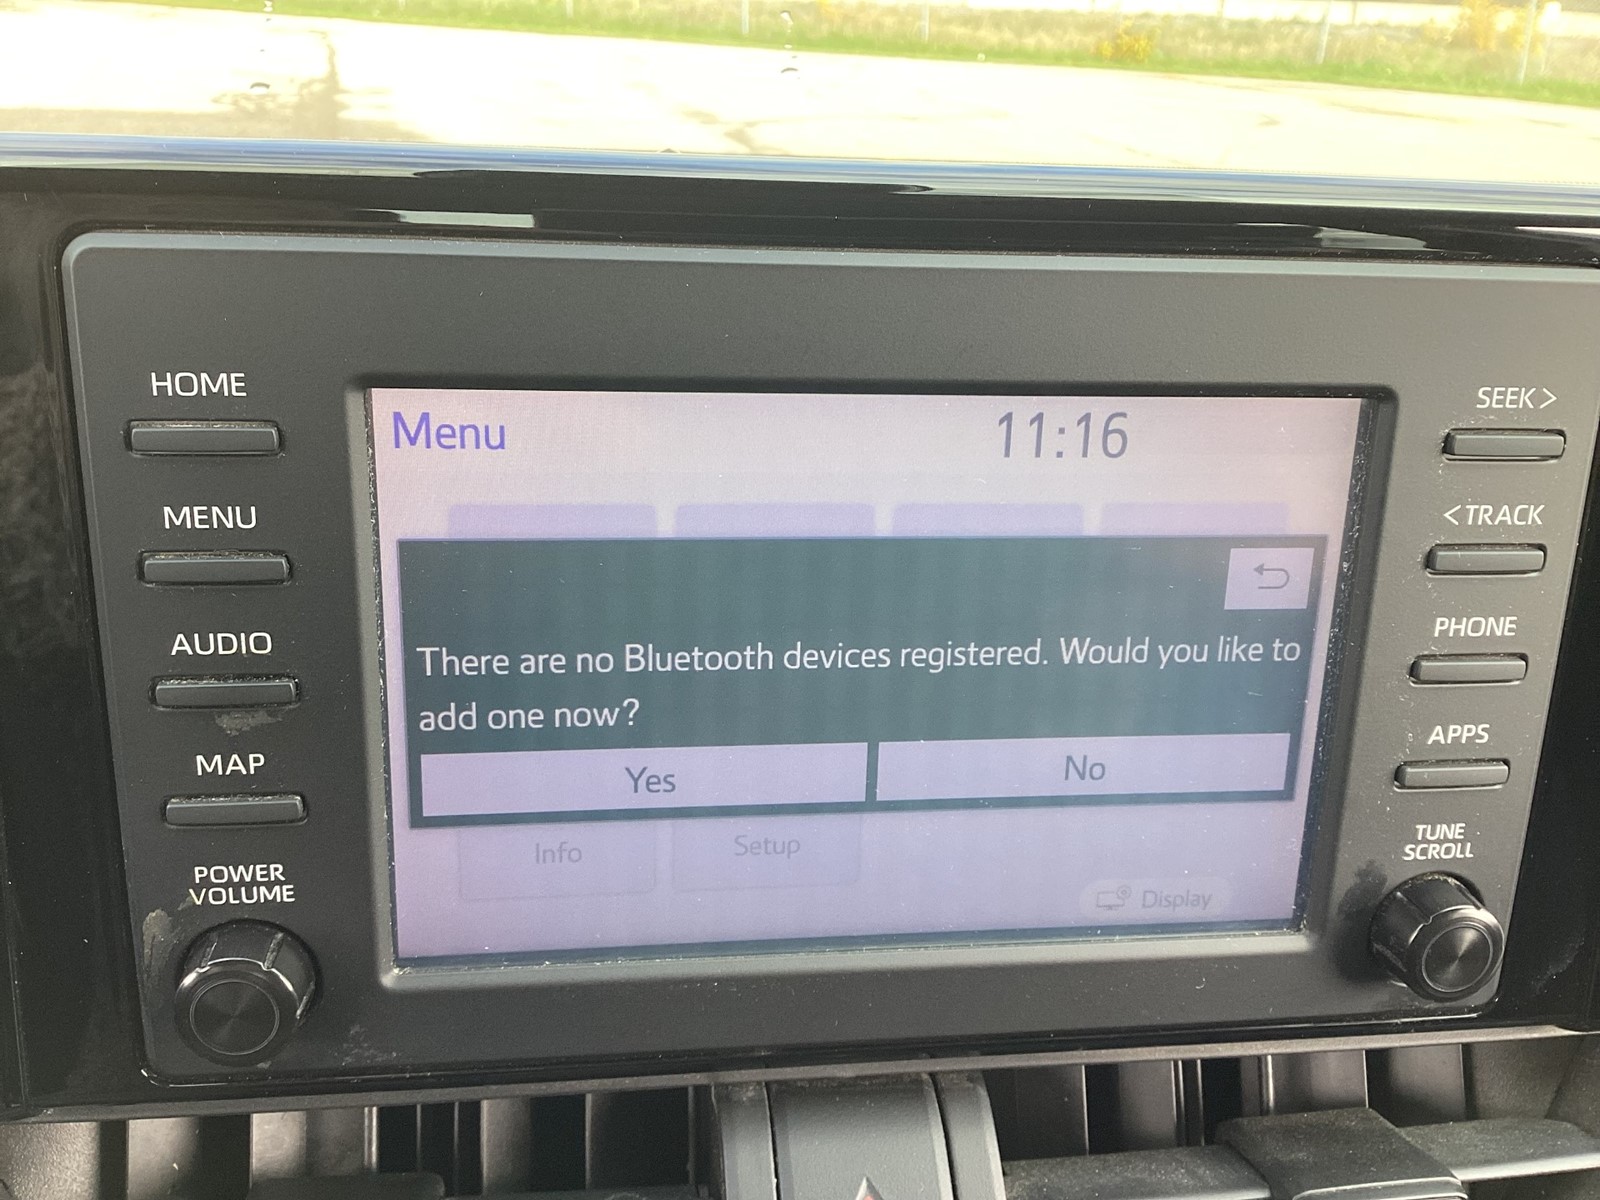 HOME
MENU
AUDIO
MAP
POWER
VOLUME
Menu
11:16
There are no Bluetooth devices registered. Would you like to
add one now?
Yes
No
Info
Setup
Display
SEEK>
<TRACK
PHONE
APPS
TUNE
SCROLL